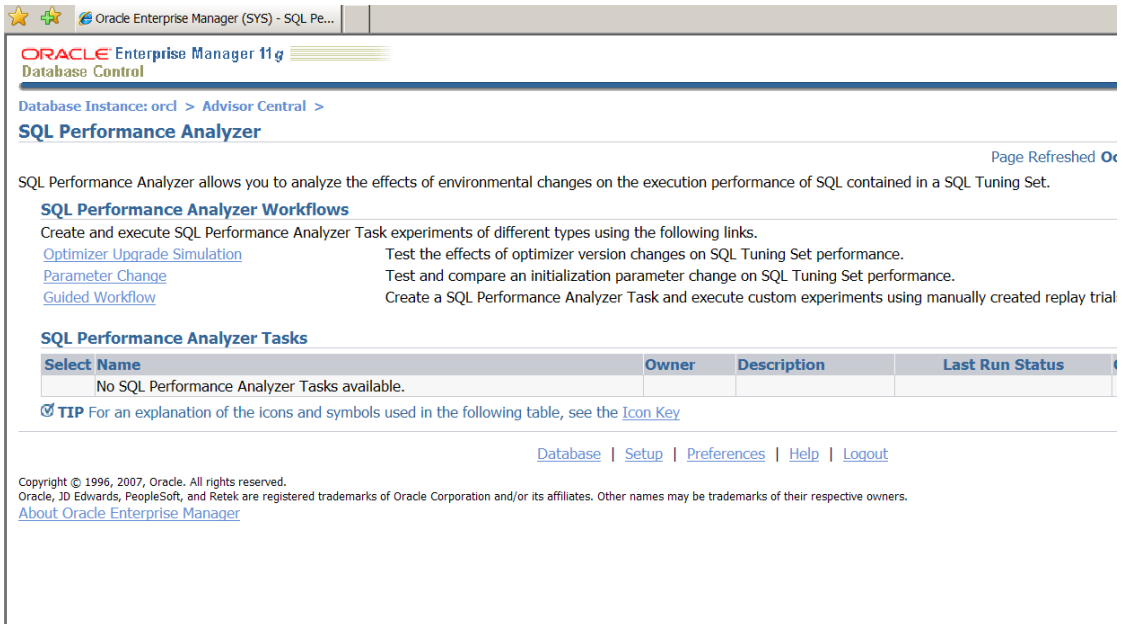 Oracle Enterprise Manager (SYS) - SQL Pe...
ORACLE Enterprise Manager 11g
Database Control
Database Instance: orcl > Advisor Central >
SQL Performance Analyzer
Page Refreshed Oc
SQL Performance Analyzer allows you to analyze the effects of environmental changes on the execution performance of SQL contained in a SQL Tuning Set.
SQL Performance Analyzer Workflows
Create and execute SQL Performance Analyzer Task experiments of different types using the following links.
Optimizer Upgrade Simulation Test the effects of optimizer version changes on SQL Tuning Set performance.
Parameter Change Test and compare an initialization parameter change on SQL Tuning Set performance.
Guided Workflow Create a SQL Performance Analyzer Task and execute custom experiments using manually created replay trial
SQL Performance Analyzer Tasks
Select Name Owner Description Last Run Status
No SQL Performance Analyzer Tasks available.
TIP For an explanation of the icons and symbols used in the following table, see the Icon Key
Database | Setup | Preferences | Help | Logout
Copyright © 1996, 2007, Oracle. All rights reserved.
Oracle, JD Edwards, PeopleSoft, and Retek are registered trademarks of Oracle Corporation and/or its affiliates. Other names may be trademarks of their respective owners.
About Oracle Enterprise Manager